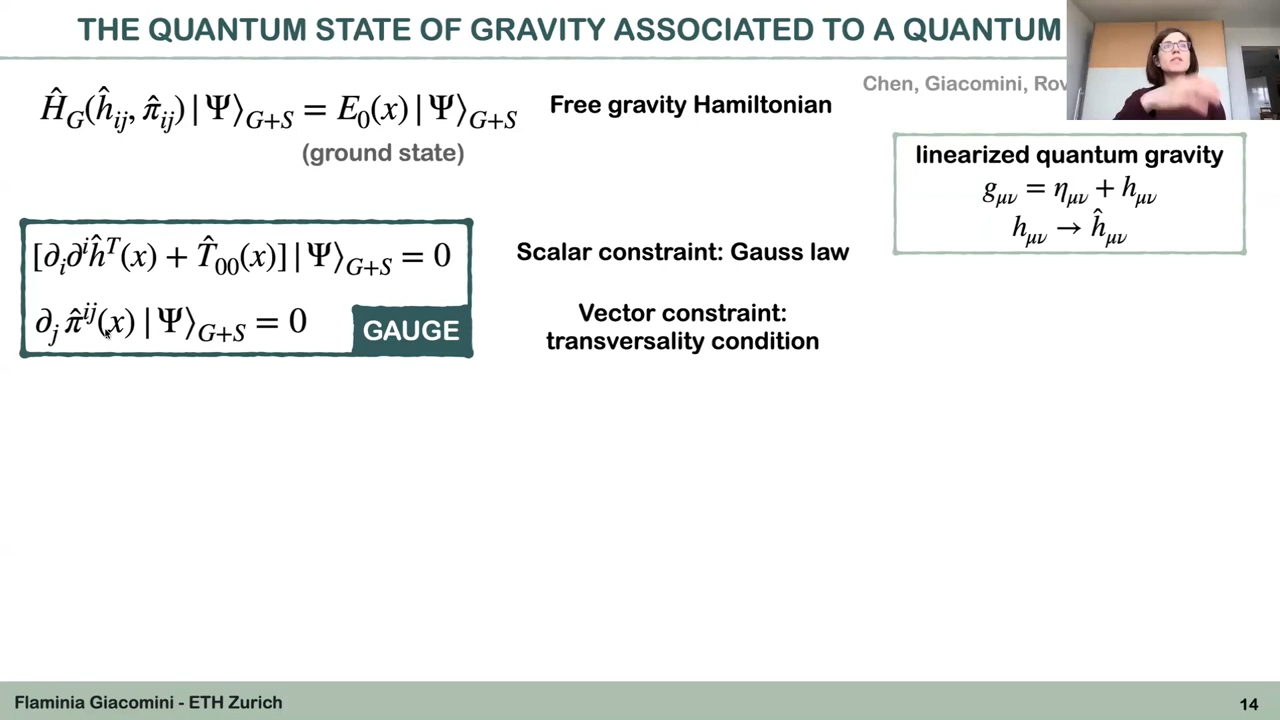 THE QUANTUM STATE OF GRAVITY ASSOCIATED TO A QUANTUM
Chen, Giacomini,
Ĥ_G(ĥ_ij, π̂_ij) | Ψ⟩_G+S = E_0(x) | Ψ⟩_G+S
Free gravity Hamiltonian
(ground state)
linearized quantum gravity
g_μν = η_μν + h_μν
h_μν → ĥ_μν
[∂_i∂^i ĥ^T(x) + T̂_00(x)] | Ψ⟩_G+S = 0
Scalar constraint: Gauss law
∂_j π̂^ij(x) | Ψ⟩_G+S = 0
GAUGE
Vector constraint:
transversality condition
Flaminia Giacomini - ETH Zurich
14